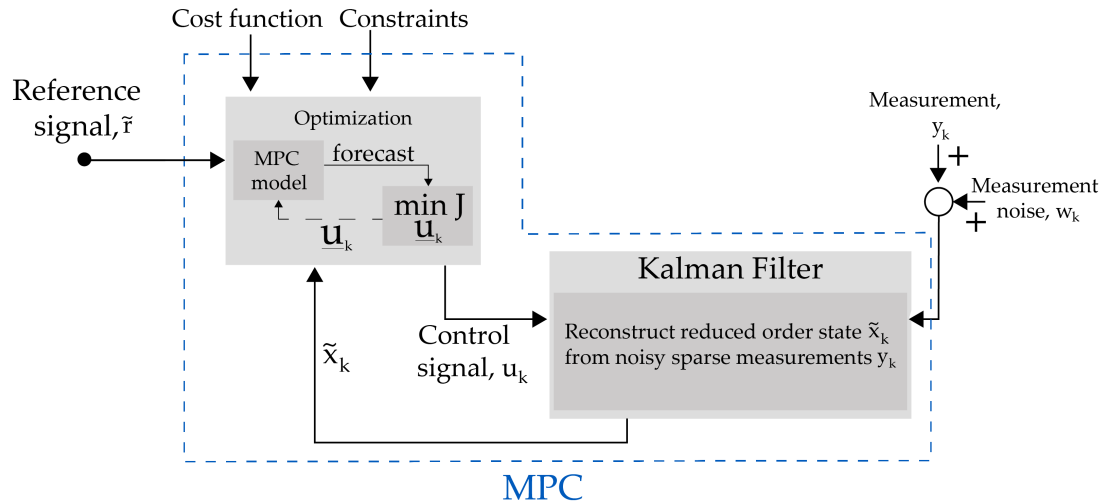 Cost function
Constraints
Reference
signal, r̃
Optimization
MPC
model
forecast
min J
u̲ₖ
u̲ₖ
Measurement,
yₖ
+
Measurement
noise, wₖ
+
Kalman Filter
Reconstruct reduced order state x̃ₖ
from noisy sparse measurements yₖ
x̃ₖ
Control
signal, uₖ
MPC